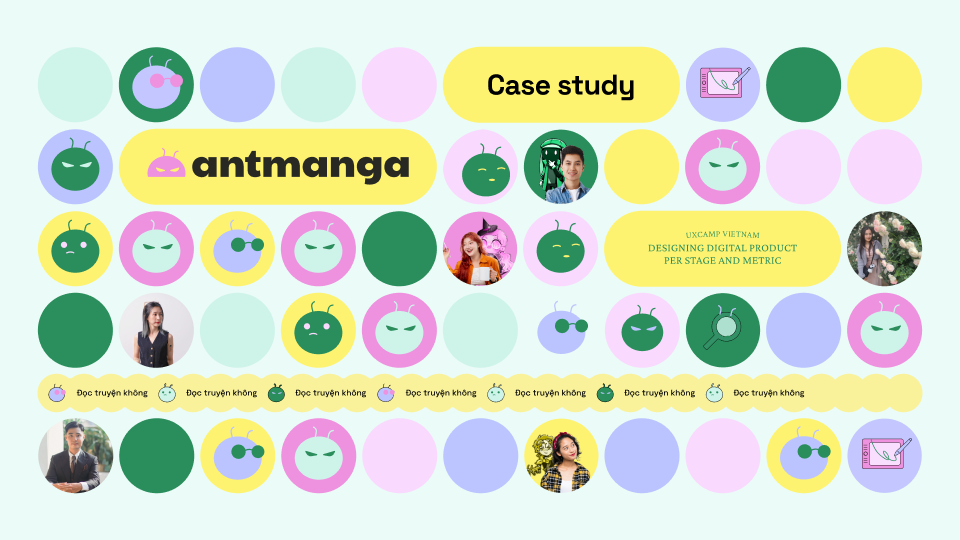 Case study
antmanga
UXCAMP VIETNAM
DESIGNING DIGITAL PRODUCT
PER STAGE AND METRIC
Đọc truyện không Đọc truyện không Đọc truyện không Đọc truyện không Đọc truyện không Đọc truyện không Đọc truyện không